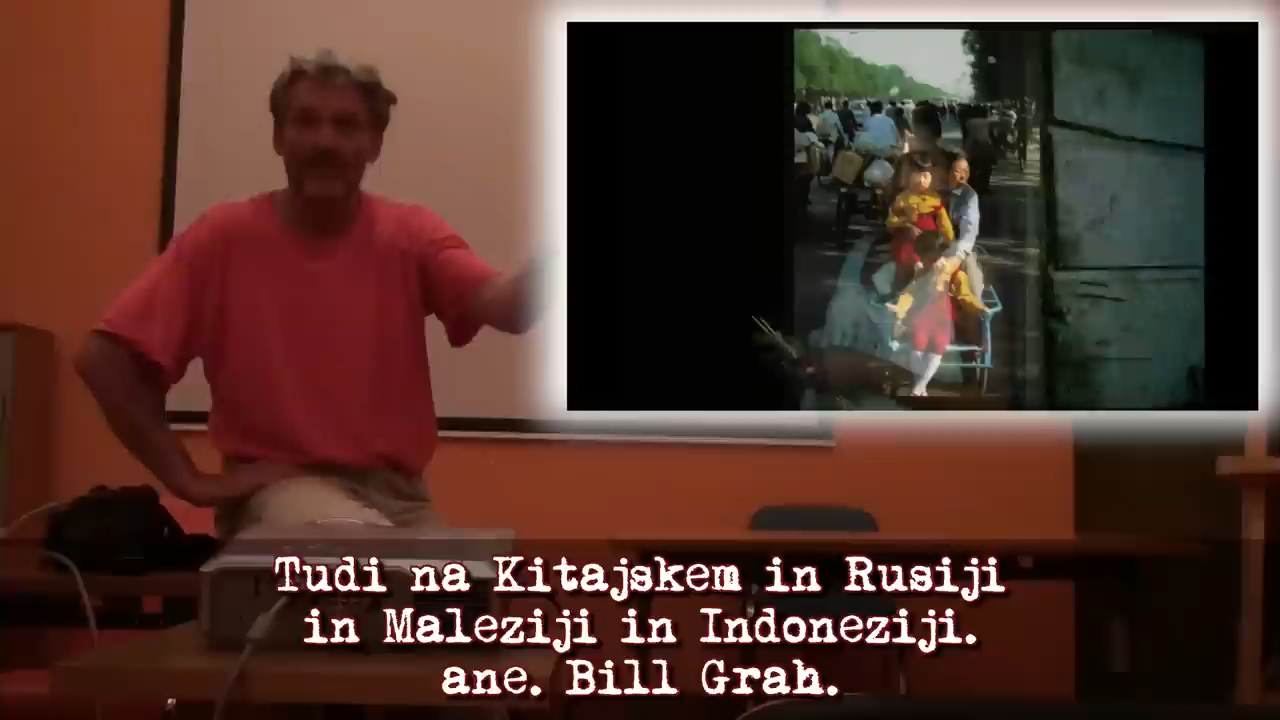 Tudi na Kitajskem in Rusiji
in Maleziji in Indoneziji.
ane. Bill Grah.